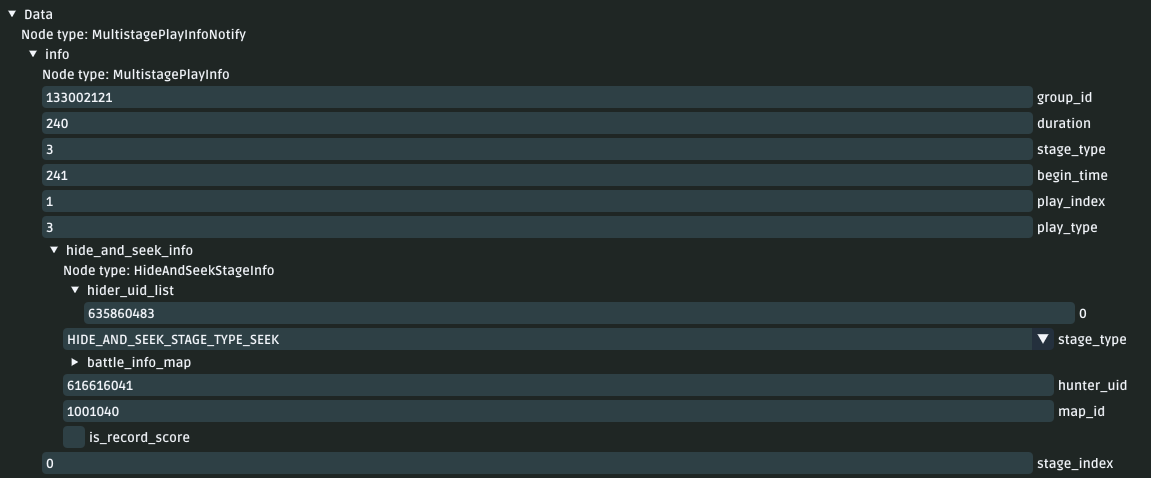 Data
Node type: MultistagePlayInfoNotify
info
Node type: MultistagePlayInfo
133002121 group_id
240 duration
3 stage_type
241 begin_time
1 play_index
3 play_type
hide_and_seek_info
Node type: HideAndSeekStageInfo
hider_uid_list
635860483 0
HIDE_AND_SEEK_STAGE_TYPE_SEEK stage_type
battle_info_map
616616041 hunter_uid
1001040 map_id
is_record_score
0 stage_index